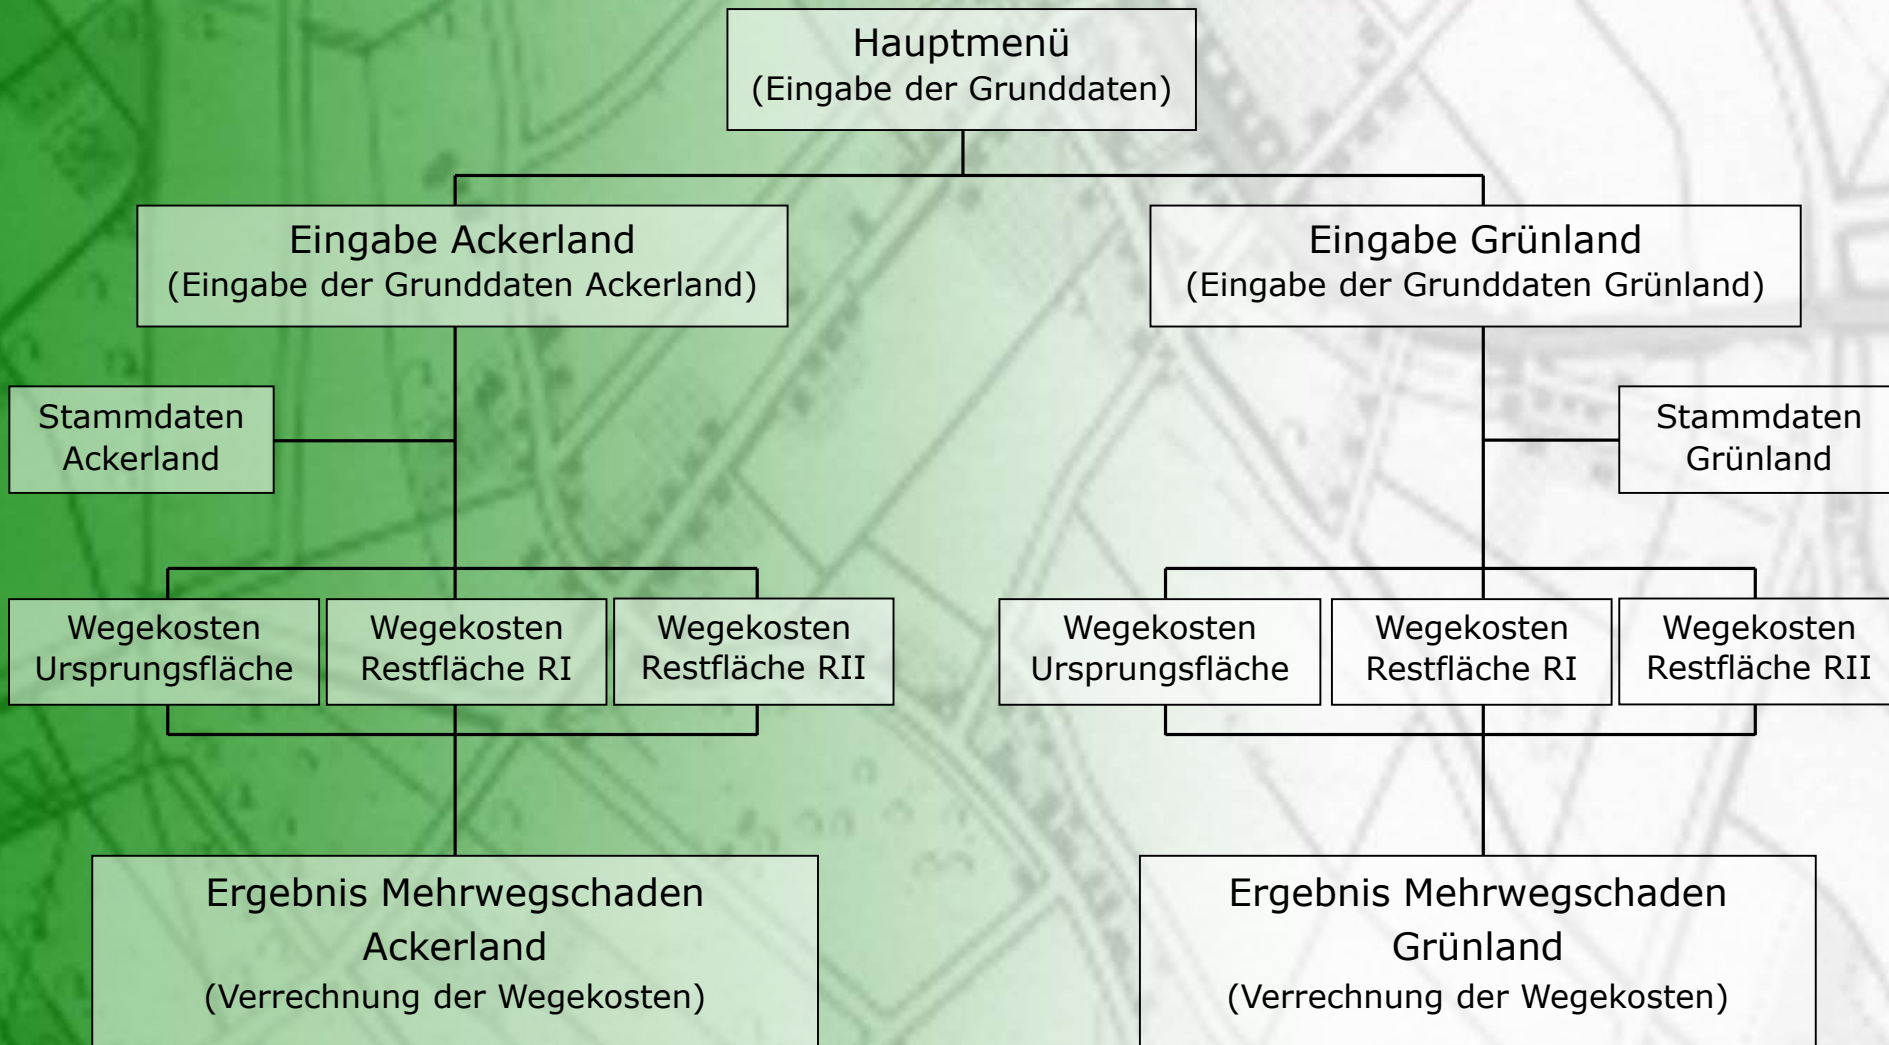 Hauptmenü
(Eingabe der Grunddaten)
Eingabe Ackerland
(Eingabe der Grunddaten Ackerland)
Eingabe Grünland
(Eingabe der Grunddaten Grünland)
Stammdaten
Ackerland
Stammdaten
Grünland
Wegekosten
Ursprungsfläche
Wegekosten
Restfläche RI
Wegekosten
Restfläche RII
Wegekosten
Ursprungsfläche
Wegekosten
Restfläche RI
Wegekosten
Restfläche RII
Ergebnis Mehrwegschaden
Ackerland
(Verrechnung der Wegekosten)
Ergebnis Mehrwegschaden
Grünland
(Verrechnung der Wegekosten)